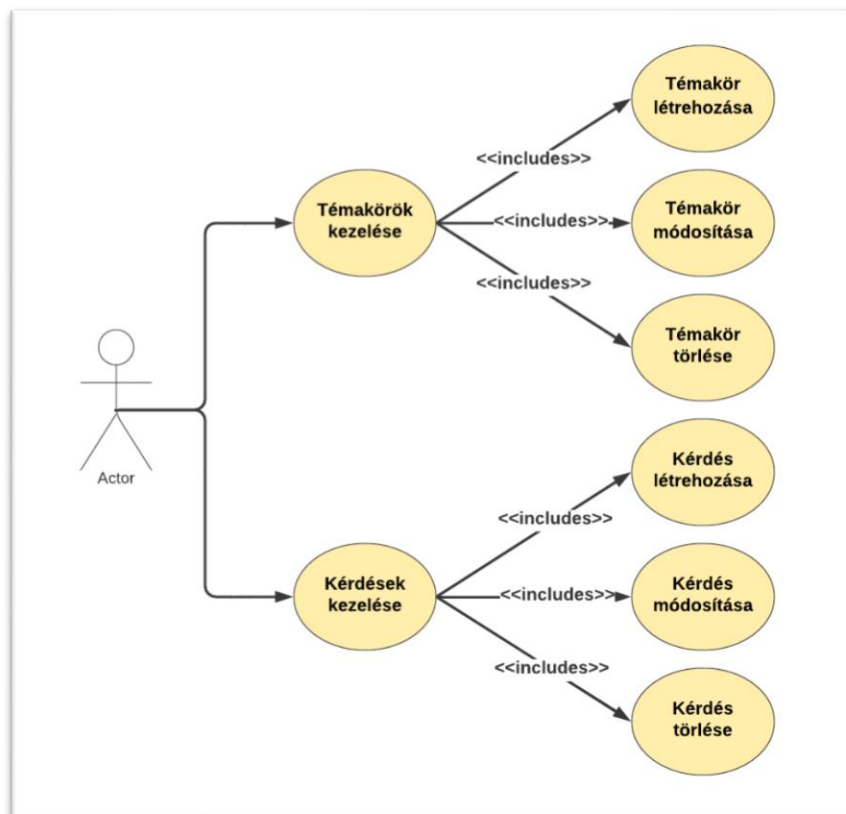 Témakör
létrehozása
<<includes>>
Témakörök
kezelése
<<includes>>
Témakör
módosítása
<<includes>>
Témakör
törlése
Actor
Kérdés
létrehozása
<<includes>>
Kérdések
kezelése
<<includes>>
Kérdés
módosítása
<<includes>>
Kérdés
törlése